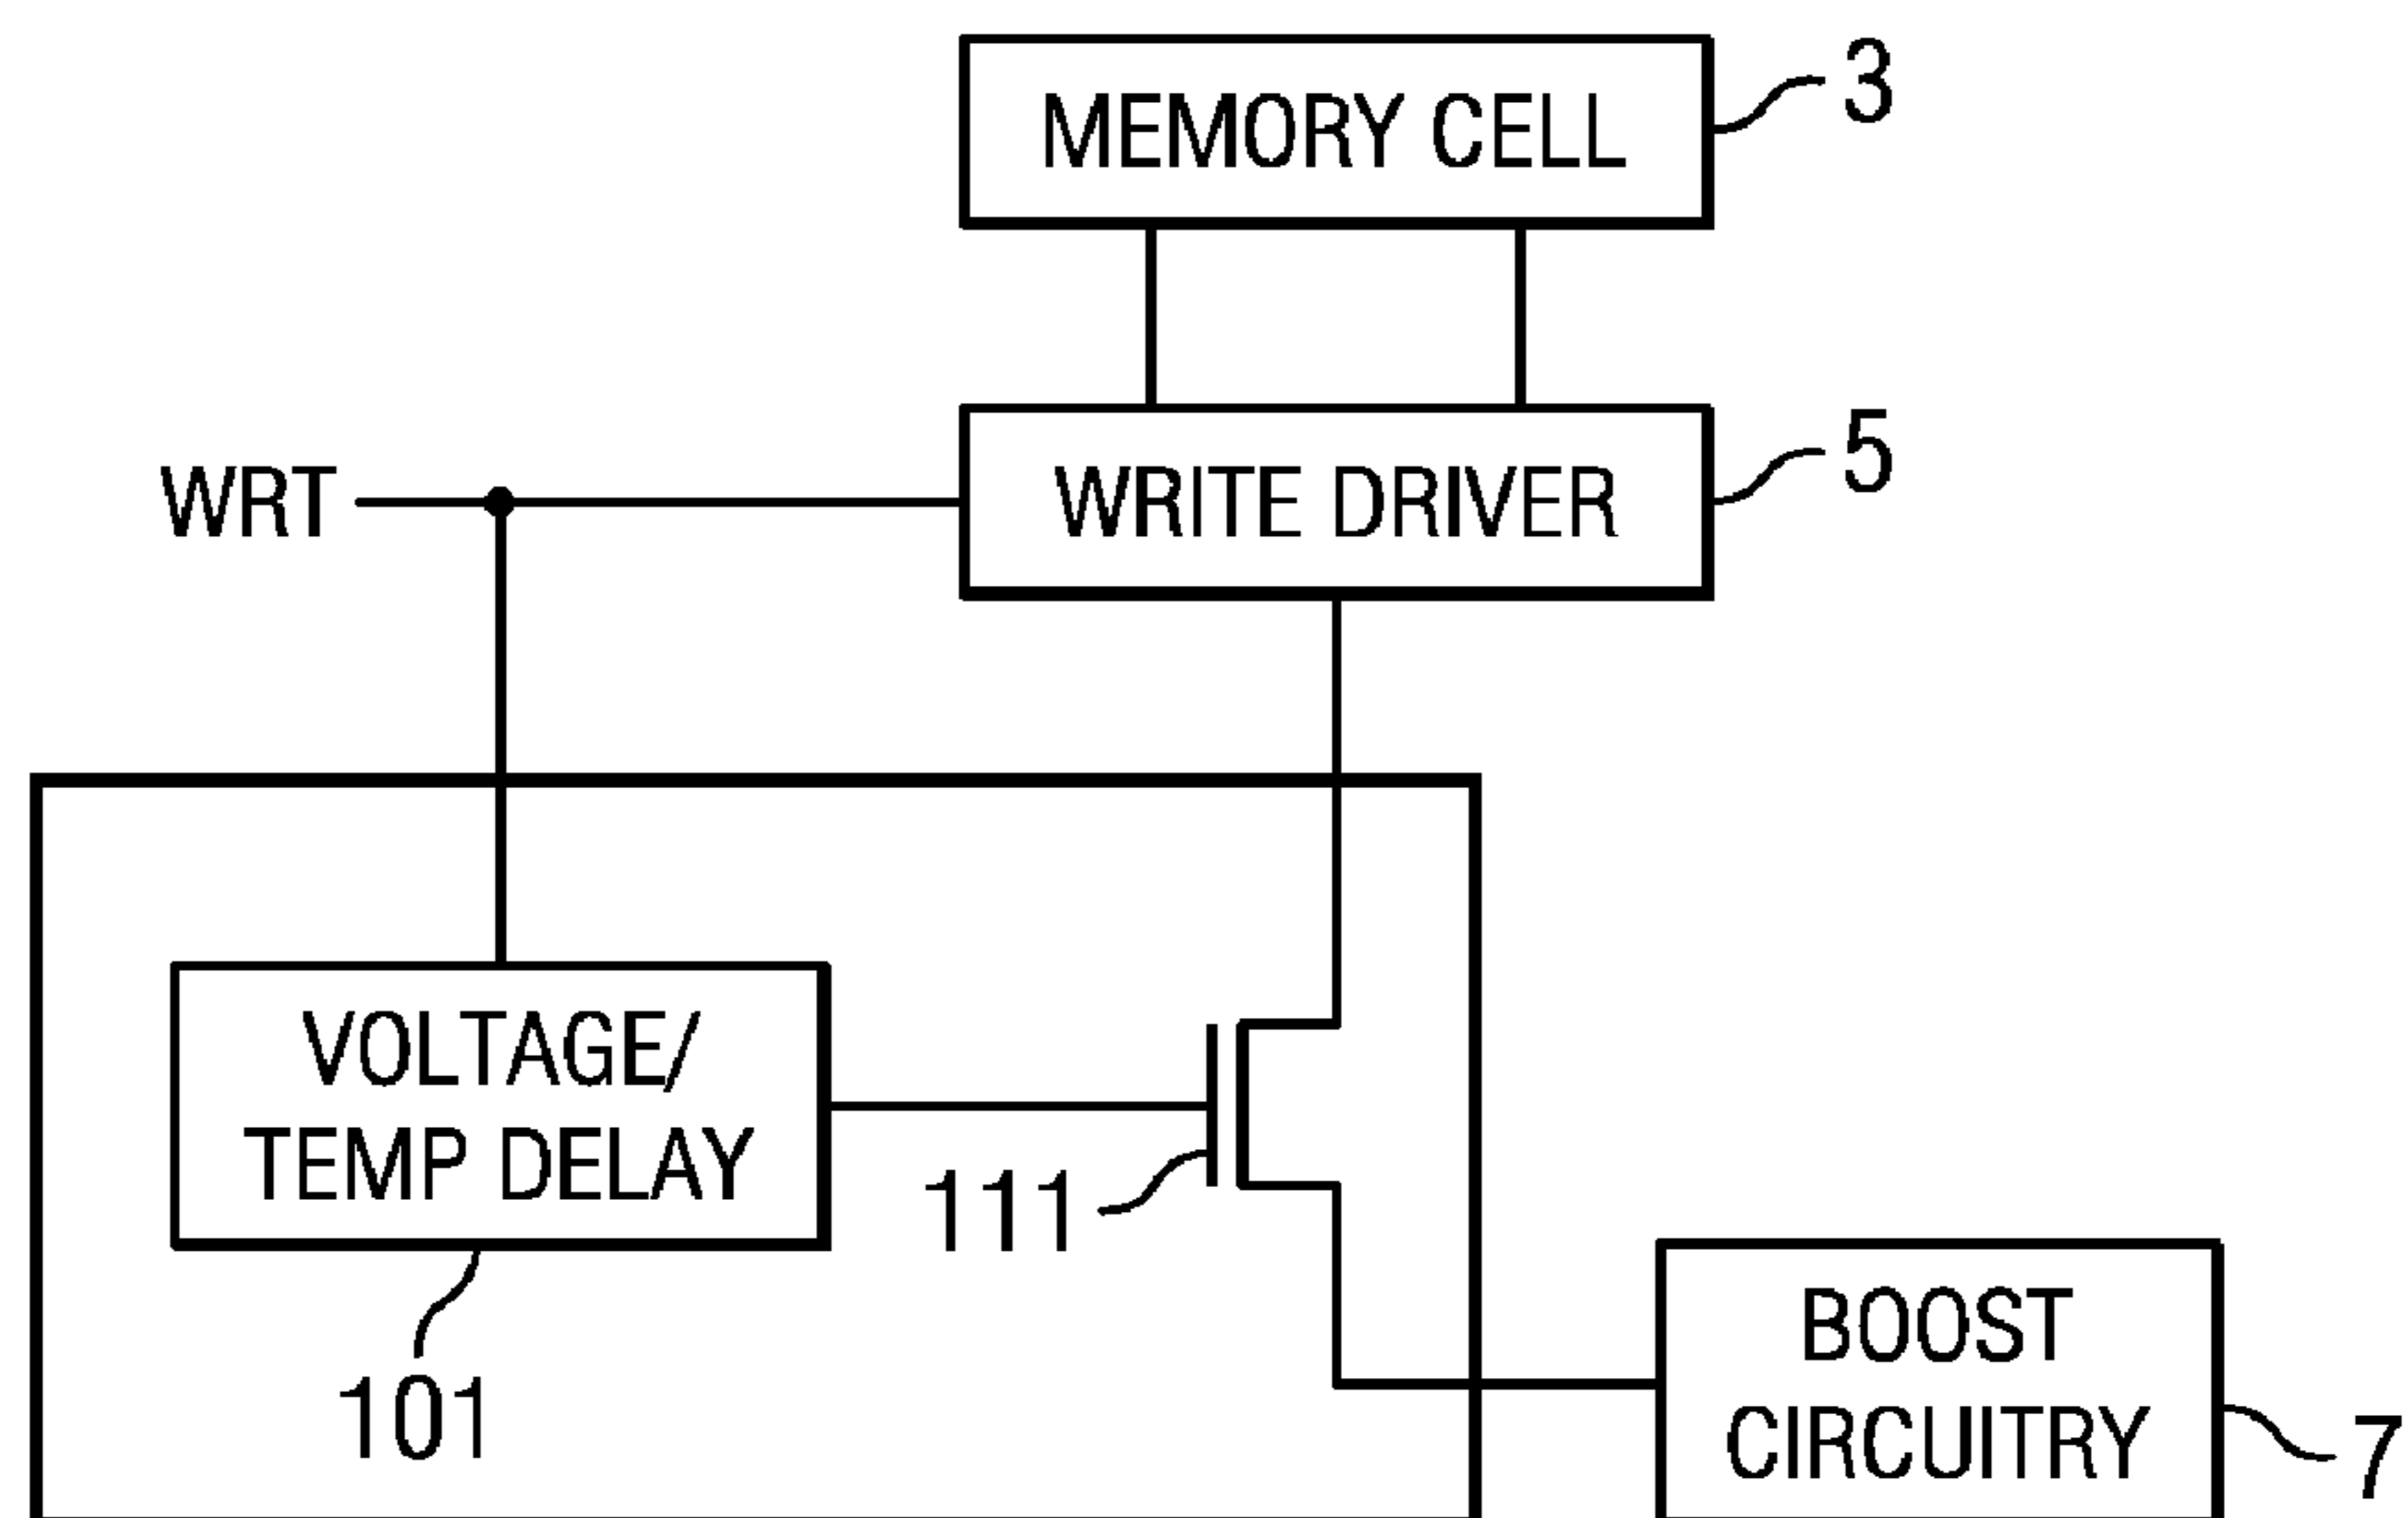 MEMORY CELL
3
WRT
WRITE DRIVER
5
VOLTAGE/
TEMP DELAY
111
101
BOOST
CIRCUITRY
7